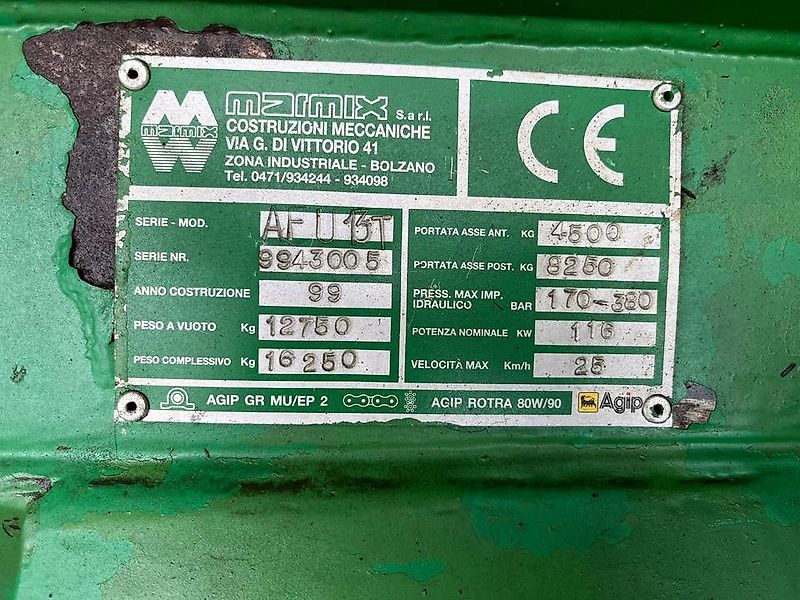 marmix
marmix S.a r.l.
COSTRUZIONI MECCANICHE
VIA G. DI VITTORIO 41
ZONA INDUSTRIALE - BOLZANO
Tel. 0471/934244 - 934098
CE
SERIE - MOD. AF U 13T
SERIE NR. 9943005
ANNO COSTRUZIONE 99
PESO A VUOTO Kg 12750
PESO COMPLESSIVO Kg 16250
PORTATA ASSE ANT. KG 4500
PORTATA ASSE POST. KG 8250
PRESS. MAX IMP.
IDRAULICO BAR 170-380
POTENZA NOMINALE KW 116
VELOCITÀ MAX Km/h 25
AGIP GR MU/EP 2 AGIP ROTRA 80W/90 Agip